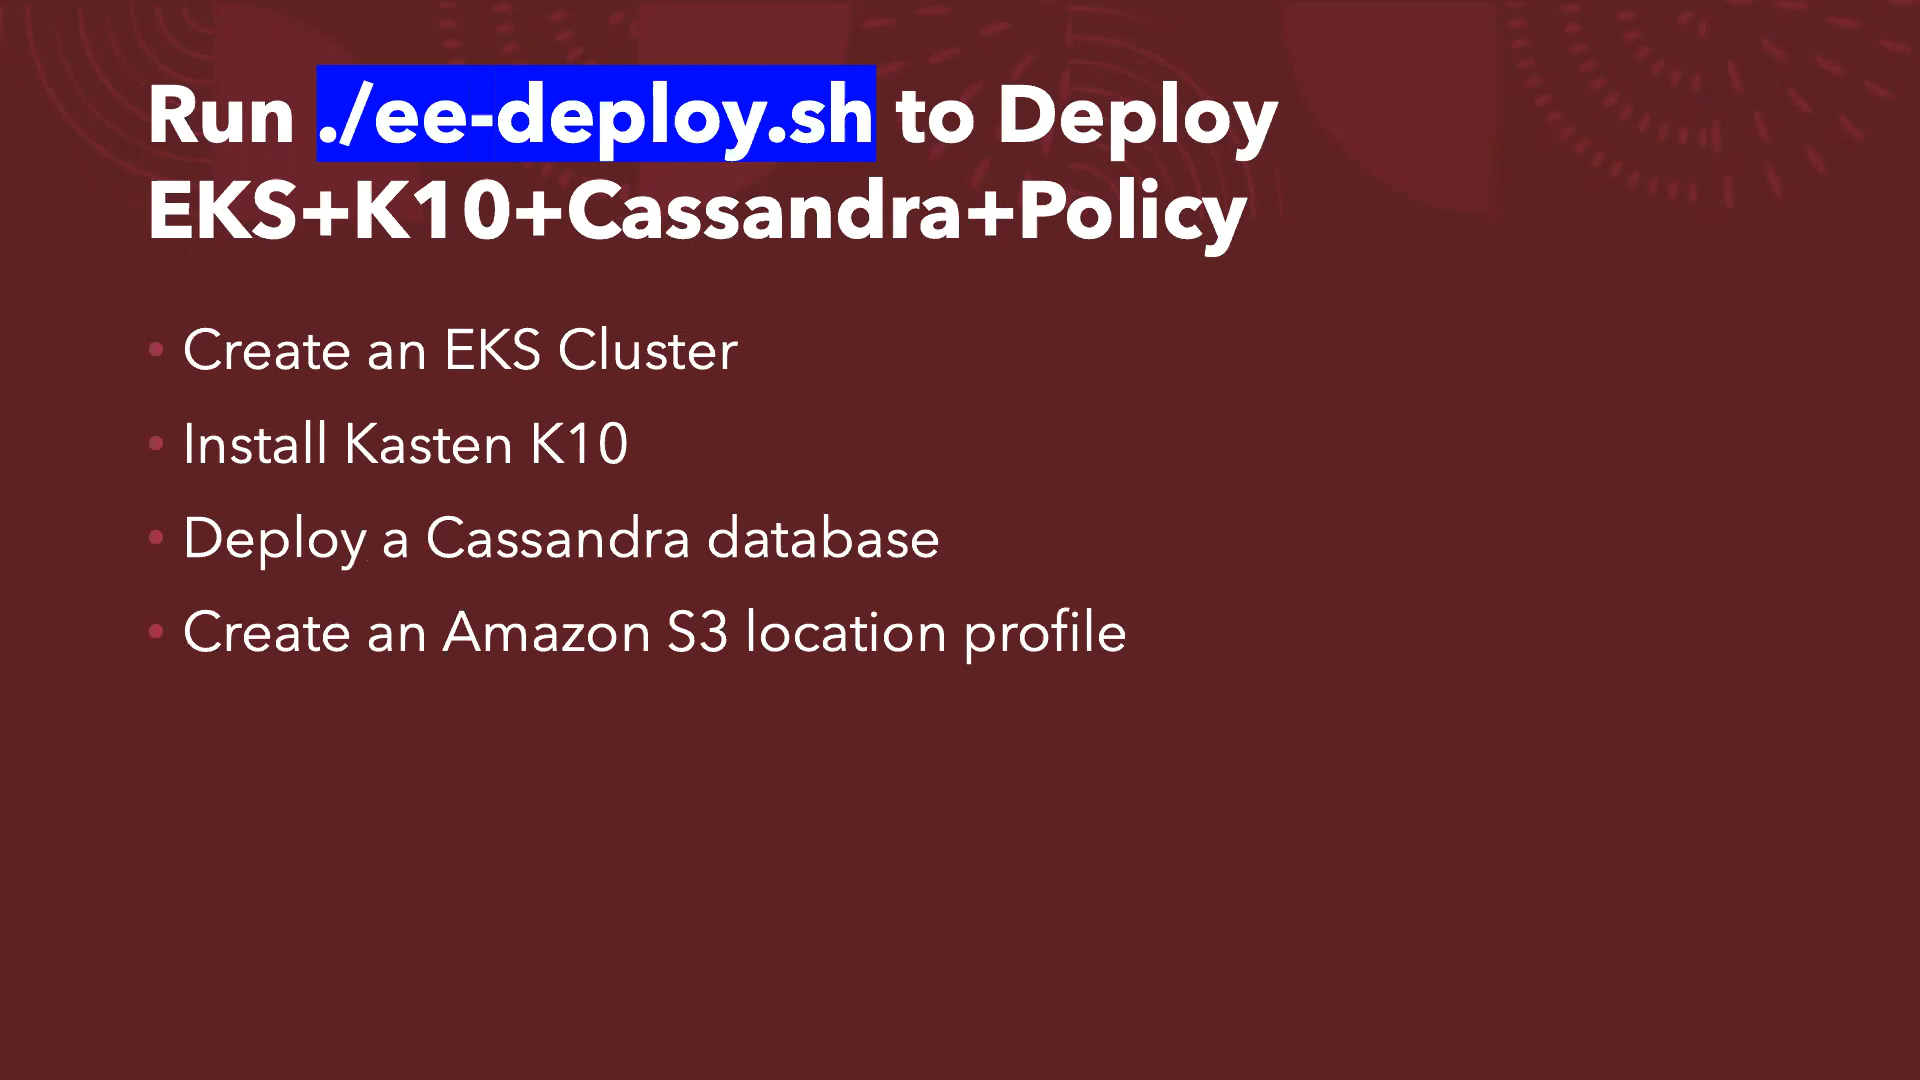 Run ./ee-deploy.sh to Deploy
EKS+K10+Cassandra+Policy
• Create an EKS Cluster
• Install Kasten K10
• Deploy a Cassandra database
• Create an Amazon S3 location profile